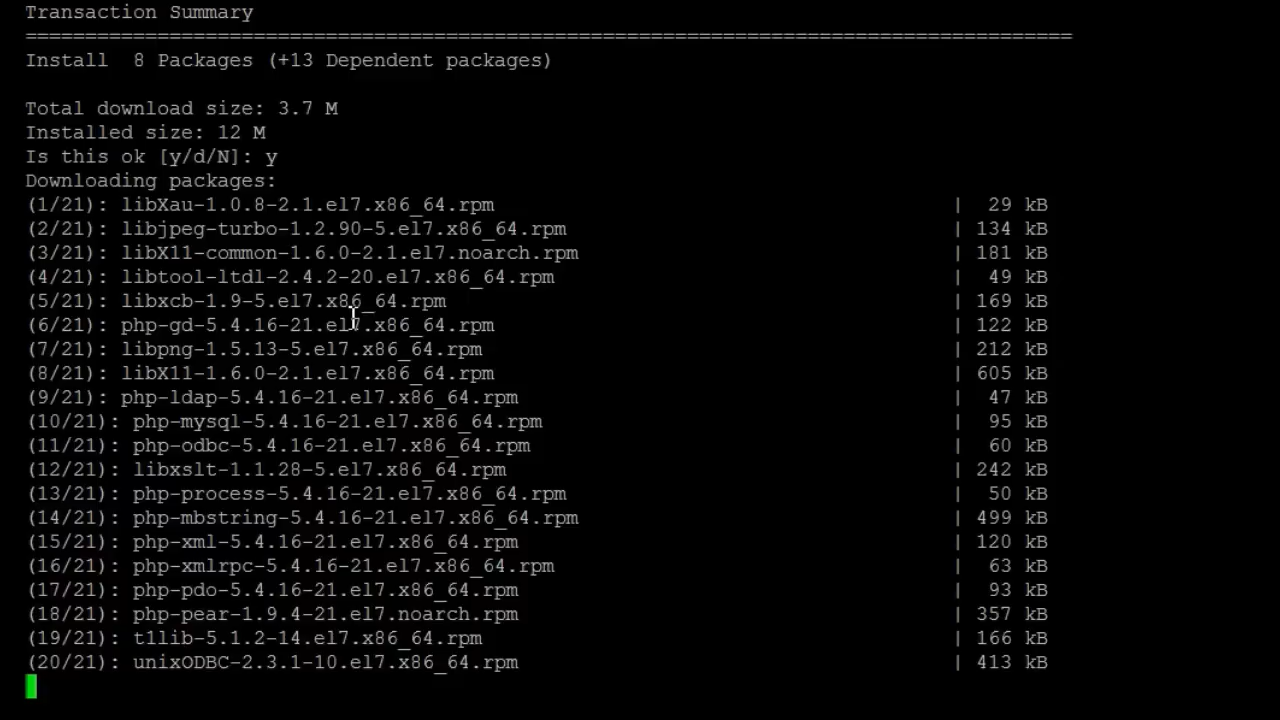 Transaction Summary
================================================================================
Install  8 Packages (+13 Dependent packages)
Total download size: 3.7 M
Installed size: 12 M
Is this ok [y/d/N]: y
Downloading packages:
(1/21): libXau-1.0.8-2.1.el7.x86_64.rpm | 29 kB
(2/21): libjpeg-turbo-1.2.90-5.el7.x86_64.rpm | 134 kB
(3/21): libX11-common-1.6.0-2.1.el7.noarch.rpm | 181 kB
(4/21): libtool-ltdl-2.4.2-20.el7.x86_64.rpm | 49 kB
(5/21): libxcb-1.9-5.el7.x86_64.rpm | 169 kB
(6/21): php-gd-5.4.16-21.el7.x86_64.rpm | 122 kB
(7/21): libpng-1.5.13-5.el7.x86_64.rpm | 212 kB
(8/21): libX11-1.6.0-2.1.el7.x86_64.rpm | 605 kB
(9/21): php-ldap-5.4.16-21.el7.x86_64.rpm | 47 kB
(10/21): php-mysql-5.4.16-21.el7.x86_64.rpm | 95 kB
(11/21): php-odbc-5.4.16-21.el7.x86_64.rpm | 60 kB
(12/21): libxslt-1.1.28-5.el7.x86_64.rpm | 242 kB
(13/21): php-process-5.4.16-21.el7.x86_64.rpm | 50 kB
(14/21): php-mbstring-5.4.16-21.el7.x86_64.rpm | 499 kB
(15/21): php-xml-5.4.16-21.el7.x86_64.rpm | 120 kB
(16/21): php-xmlrpc-5.4.16-21.el7.x86_64.rpm | 63 kB
(17/21): php-pdo-5.4.16-21.el7.x86_64.rpm | 93 kB
(18/21): php-pear-1.9.4-21.el7.noarch.rpm | 357 kB
(19/21): t1lib-5.1.2-14.el7.x86_64.rpm | 166 kB
(20/21): unixODBC-2.3.1-10.el7.x86_64.rpm | 413 kB